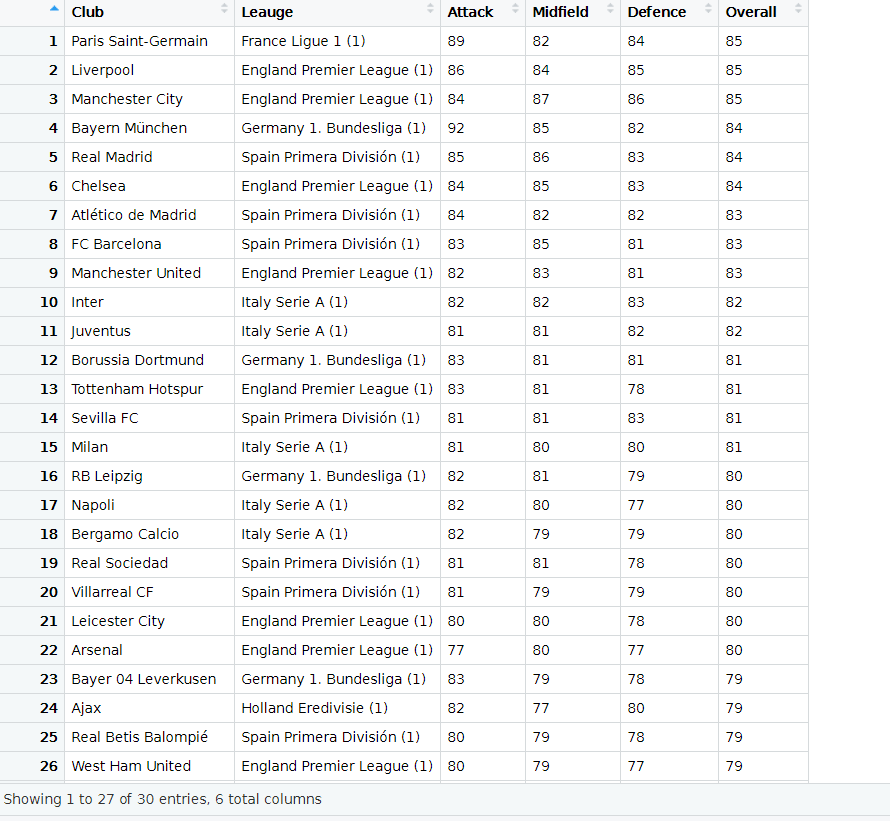 Club Leauge Attack Midfield Defence Overall
1 Paris Saint-Germain France Ligue 1 (1) 89 82 84 85
2 Liverpool England Premier League (1) 86 84 85 85
3 Manchester City England Premier League (1) 84 87 86 85
4 Bayern München Germany 1. Bundesliga (1) 92 85 82 84
5 Real Madrid Spain Primera División (1) 85 86 83 84
6 Chelsea England Premier League (1) 84 85 83 84
7 Atlético de Madrid Spain Primera División (1) 84 82 82 83
8 FC Barcelona Spain Primera División (1) 83 85 81 83
9 Manchester United England Premier League (1) 82 83 81 83
10 Inter Italy Serie A (1) 82 82 83 82
11 Juventus Italy Serie A (1) 81 81 82 82
12 Borussia Dortmund Germany 1. Bundesliga (1) 83 81 81 81
13 Tottenham Hotspur England Premier League (1) 83 81 78 81
14 Sevilla FC Spain Primera División (1) 81 81 83 81
15 Milan Italy Serie A (1) 81 80 80 81
16 RB Leipzig Germany 1. Bundesliga (1) 82 81 79 80
17 Napoli Italy Serie A (1) 82 80 77 80
18 Bergamo Calcio Italy Serie A (1) 82 79 79 80
19 Real Sociedad Spain Primera División (1) 81 81 78 80
20 Villarreal CF Spain Primera División (1) 81 79 79 80
21 Leicester City England Premier League (1) 80 80 78 80
22 Arsenal England Premier League (1) 77 80 77 80
23 Bayer 04 Leverkusen Germany 1. Bundesliga (1) 83 79 78 79
24 Ajax Holland Eredivisie (1) 82 77 80 79
25 Real Betis Balompié Spain Primera División (1) 80 79 78 79
26 West Ham United England Premier League (1) 80 79 77 79
Showing 1 to 27 of 30 entries, 6 total columns